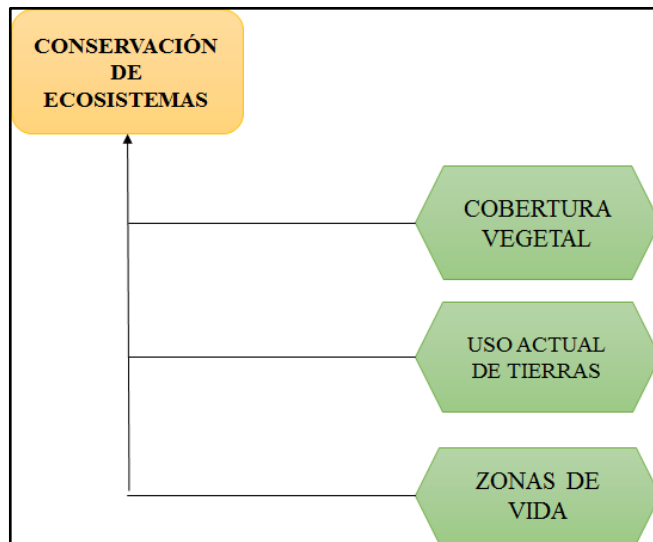 CONSERVACIÓN
DE
ECOSISTEMAS
COBERTURA
VEGETAL
USO ACTUAL
DE TIERRAS
ZONAS DE
VIDA